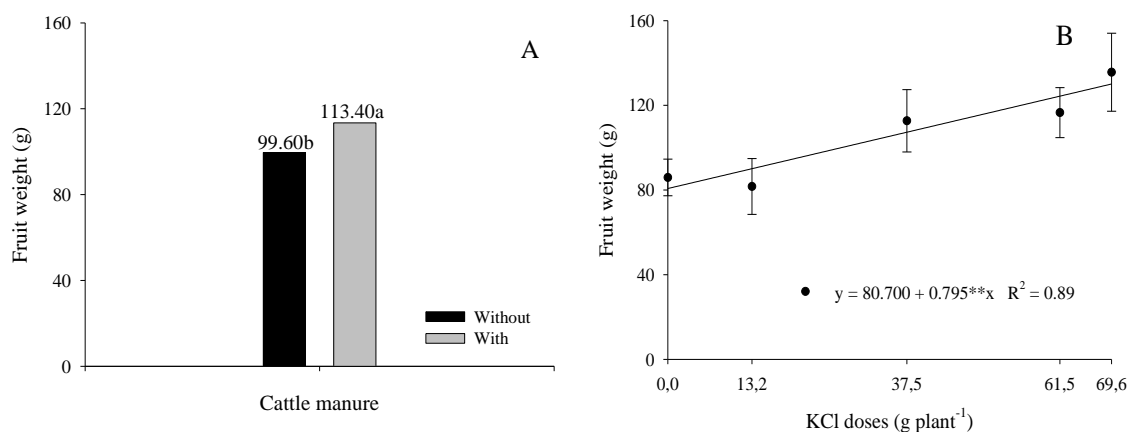 A
160
120
80
40
0
Fruit weight (g)
99.60b
113.40a
Without
With
Cattle manure
B
160
120
80
40
0
Fruit weight (g)
y = 80.700 + 0.795**x R² = 0.89
0,0 13,2 37,5 61,5 69,6
KCl doses (g plant⁻¹)